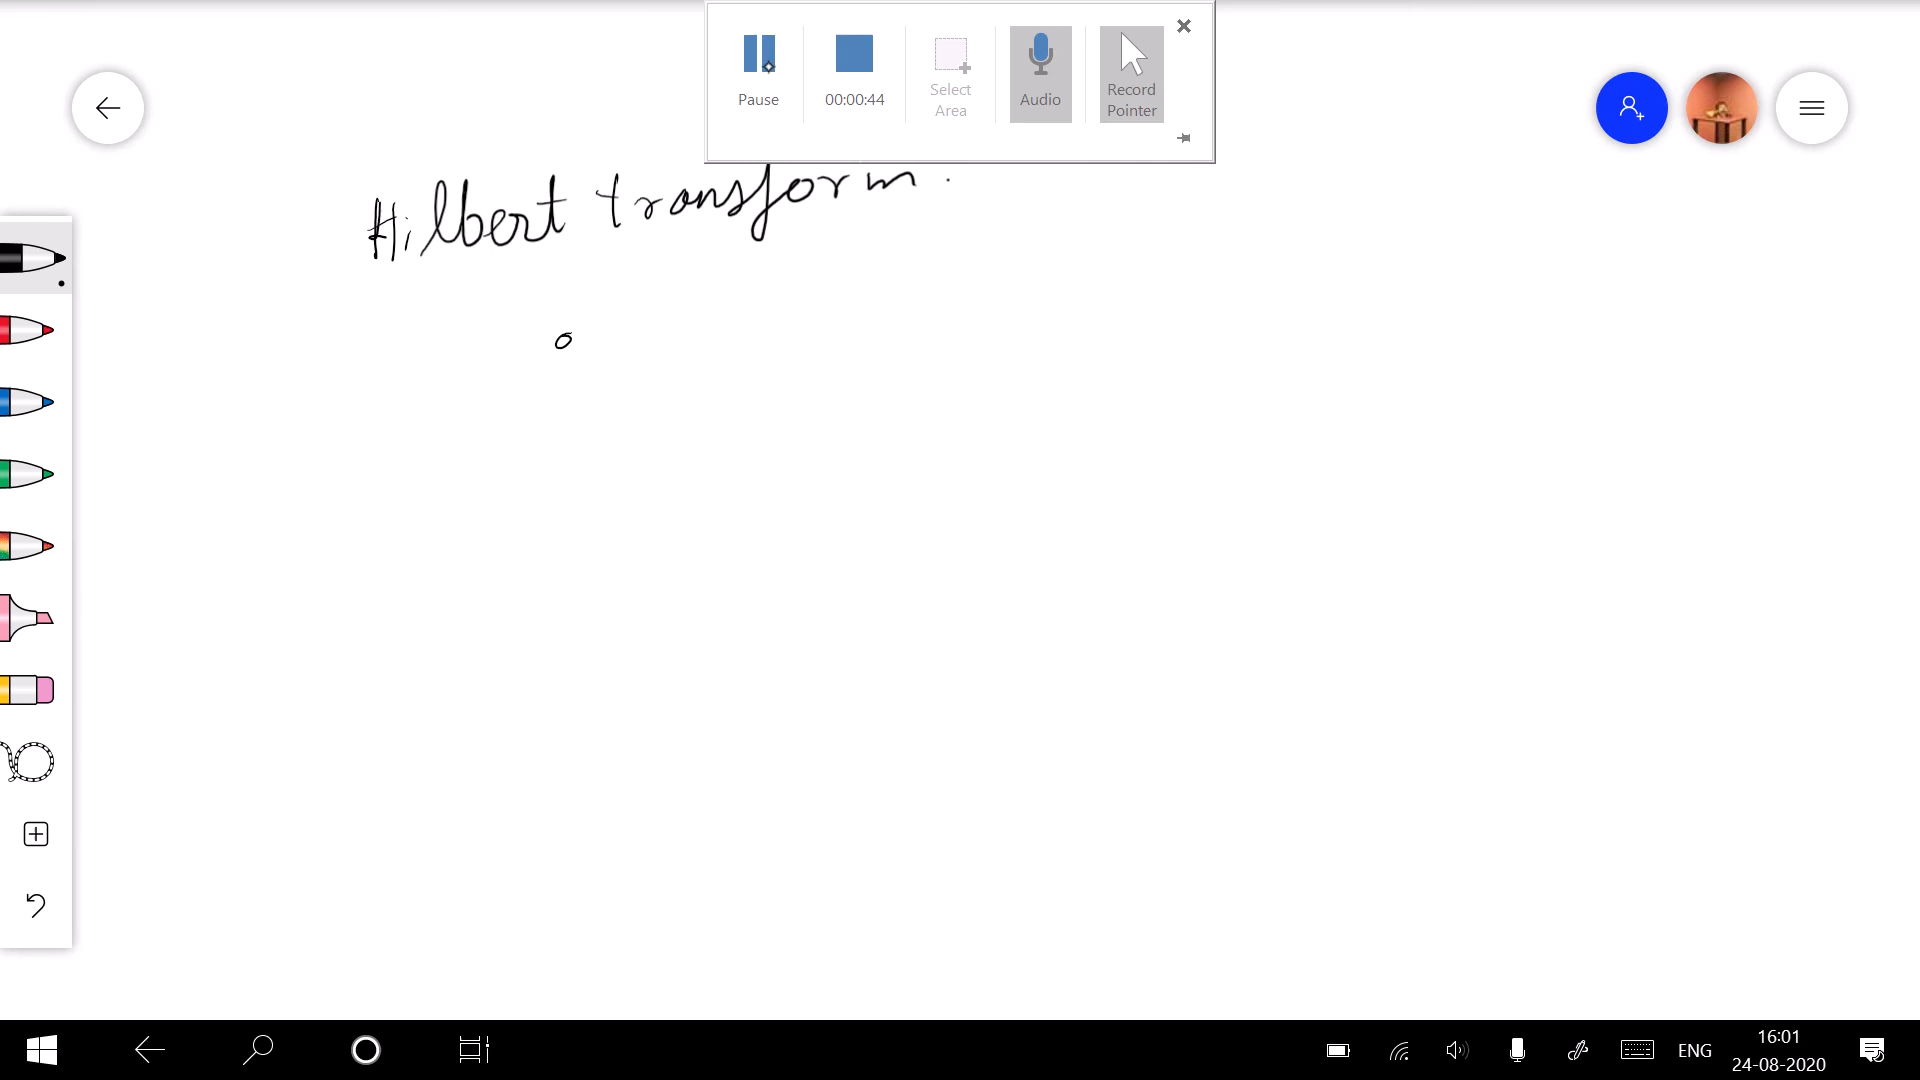 Pause
00:00:44
Select
Area
Audio
Record
Pointer
Hilbert transform.
o
ENG
16:01
24-08-2020